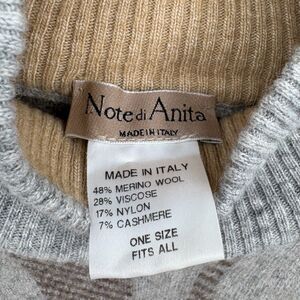 Note di Anita
MADE IN ITALY
MADE IN ITALY
48% MERINO WOOL
28% VISCOSE
17% NYLON
7% CASHMERE
ONE SIZE
FITS ALL